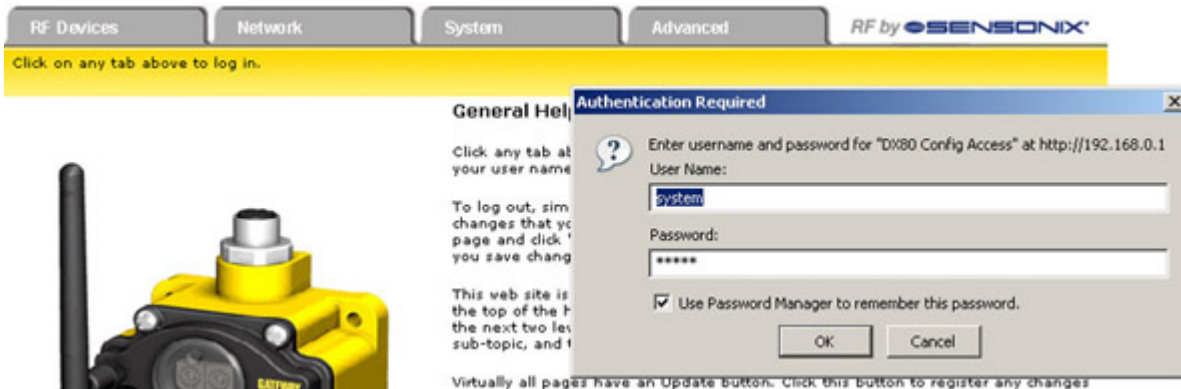 RF Devices
Network
System
Advanced
RF by SENSONIX
Click on any tab above to log in.
General Help
Click any tab ab
your user name
To log out, sim
changes that yo
page and click "
you save chang
This web site is
the top of the h
the next two lev
sub-topic, and t
Virtually all pages have an Update button. Click this button to register any changes
Authentication Required
Enter username and password for "DX80 Config Access" at http://192.168.0.1
User Name:
system
Password:
*****
Use Password Manager to remember this password.
OK
Cancel
GATEWAY